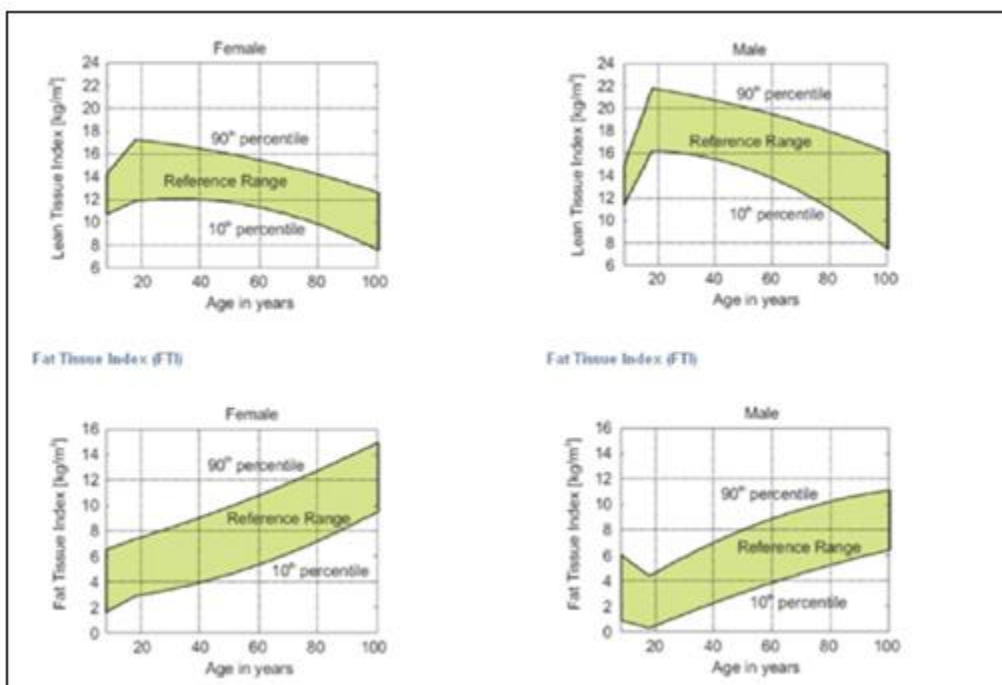 Female
Lean Tissue Index [kg/m²]
24
22
20
18
16
14
12
10
8
6
90th percentile
Reference Range
10th percentile
20 40 60 80 100
Age in years
Male
Lean Tissue Index [kg/m²]
24
22
20
18
16
14
12
10
8
6
90th percentile
Reference Range
10th percentile
20 40 60 80 100
Age in years
Fat Tissue Index (FTI)
Fat Tissue Index (FTI)
Female
Fat Tissue Index [kg/m²]
16
14
12
10
8
6
4
2
0
90th percentile
Reference Range
10th percentile
20 40 60 80 100
Age in years
Male
Fat Tissue Index [kg/m²]
16
14
12
10
8
6
4
2
0
90th percentile
Reference Range
10th percentile
20 40 60 80 100
Age in years